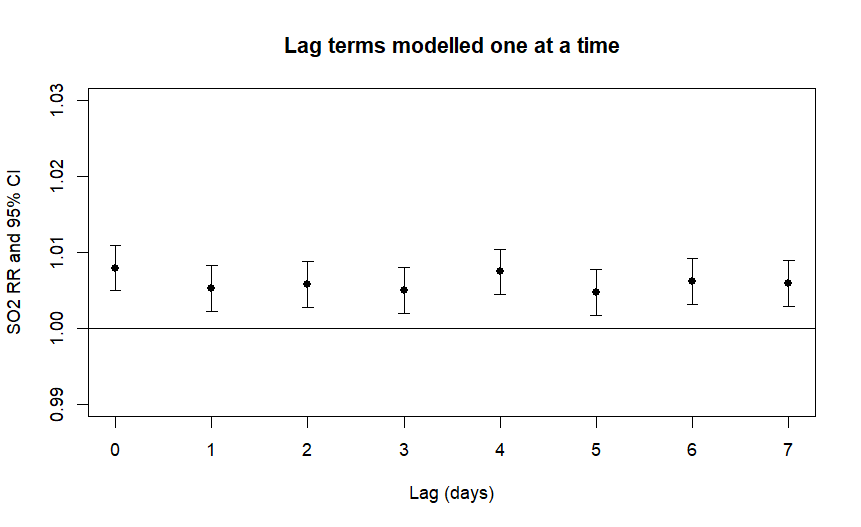 Lag terms modelled one at a time
SO2 RR and 95% CI
1.03
1.02
1.01
1.00
0.99
0 1 2 3 4 5 6 7
Lag (days)